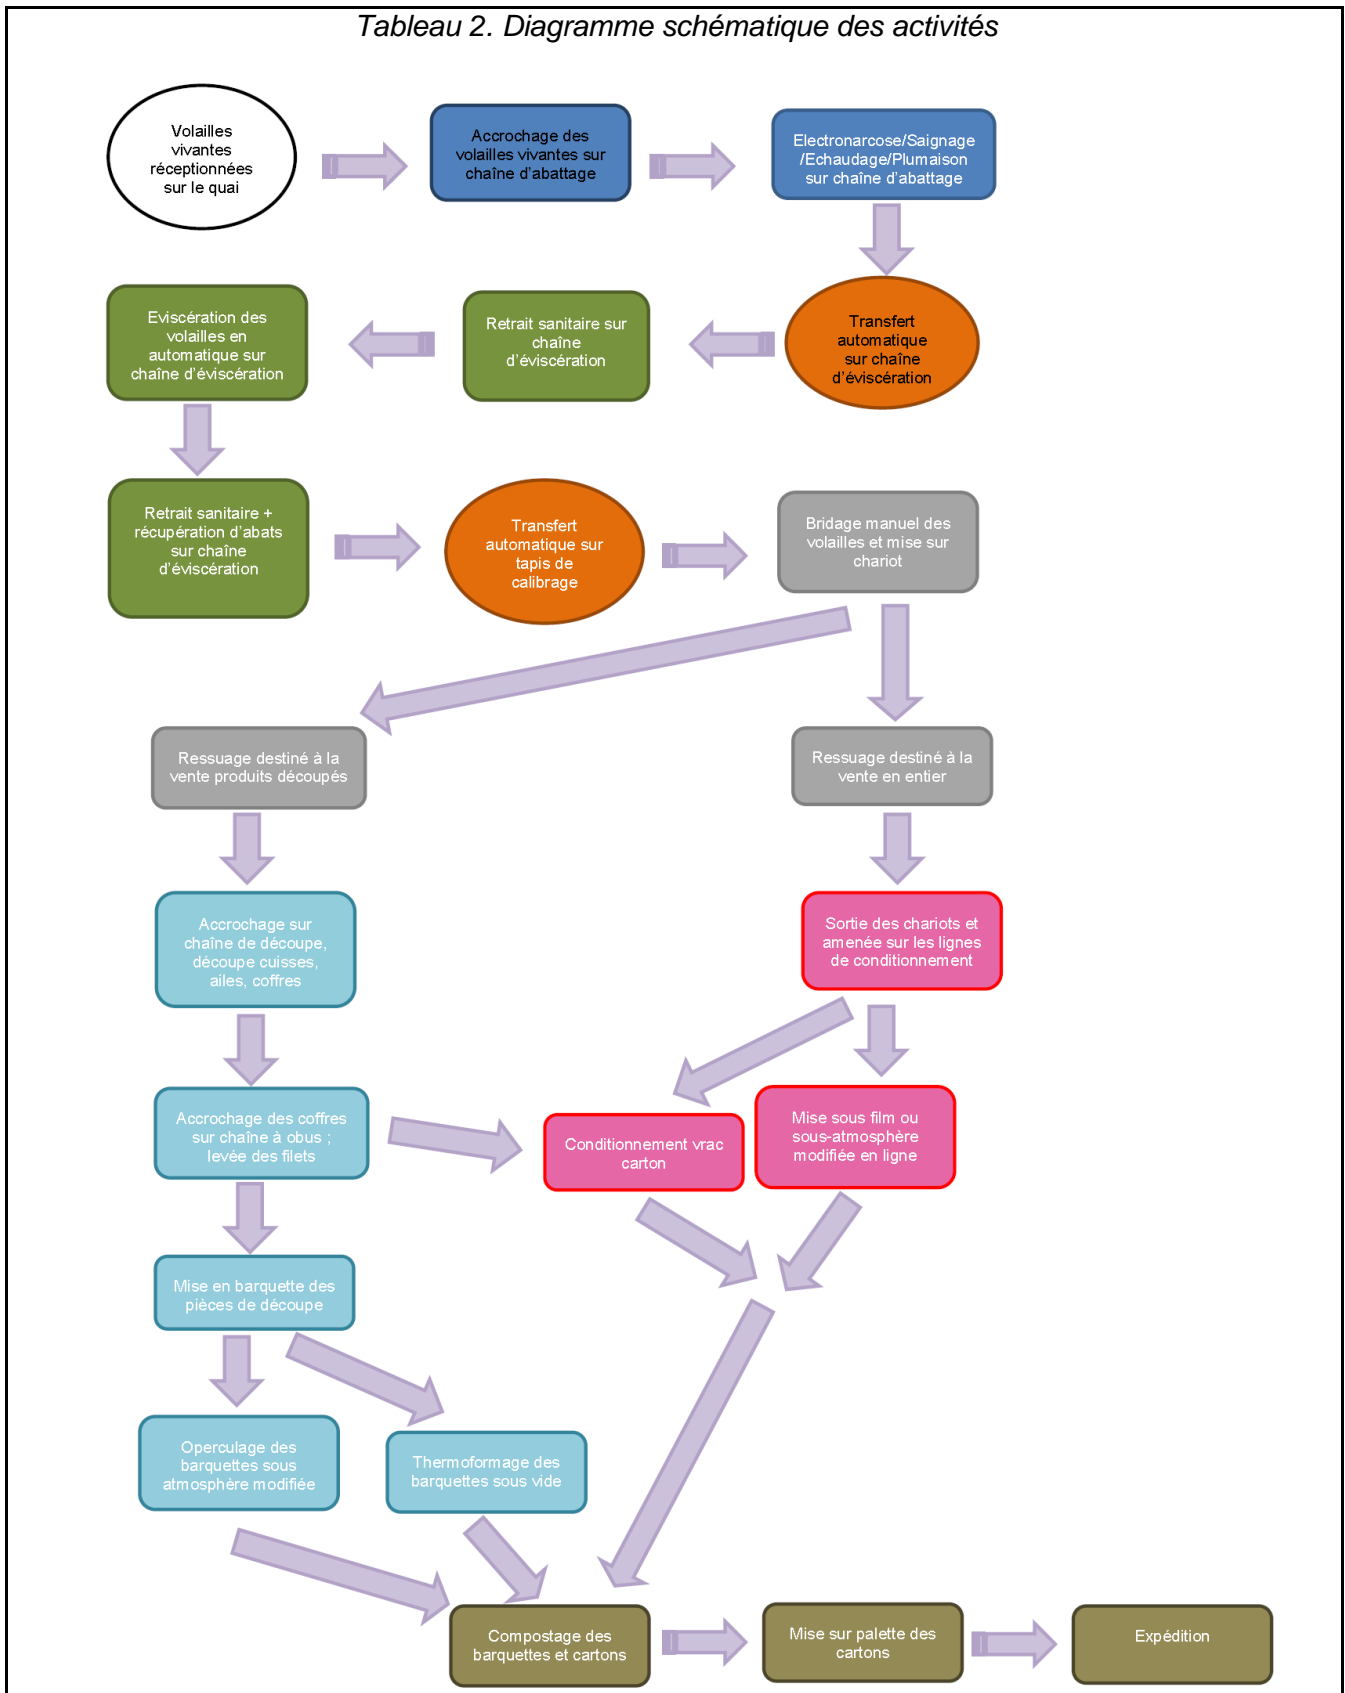 Tableau 2. Diagramme schématique des activités
Volailles
vivantes
réceptionnées
sur le quai
Accrochage des
volailles vivantes sur
chaîne d'abattage
Electronarcose/Saignage
/Echaudage/Plumaison
sur chaîne d'abattage
Eviscération des
volailles en
automatique sur
chaîne d'éviscération
Retrait sanitaire sur
chaîne
d'éviscération
Transfert
automatique
sur chaîne
d'éviscération
Retrait sanitaire +
récupération d'abats
sur chaîne
d'éviscération
Transfert
automatique sur
tapis de
calibrage
Bridage manuel des
volailles et mise sur
chariot
Ressuage destiné à la
vente produits découpés
Ressuage destiné à la
vente en entier
Accrochage sur
chaîne de découpe,
découpe cuisses,
ailes, coffres
Sortie des chariots et
amenée sur les lignes
de conditionnement
Accrochage des coffres
sur chaîne à obus ;
levée des filets
Conditionnement vrac
carton
Mise sous film ou
sous-atmosphère
modifiée en ligne
Mise en barquette des
pièces de découpe
Operculage des
barquettes sous
atmosphère modifiée
Thermoformage des
barquettes sous vide
Compostage des
barquettes et cartons
Mise sur palette des
cartons
Expédition